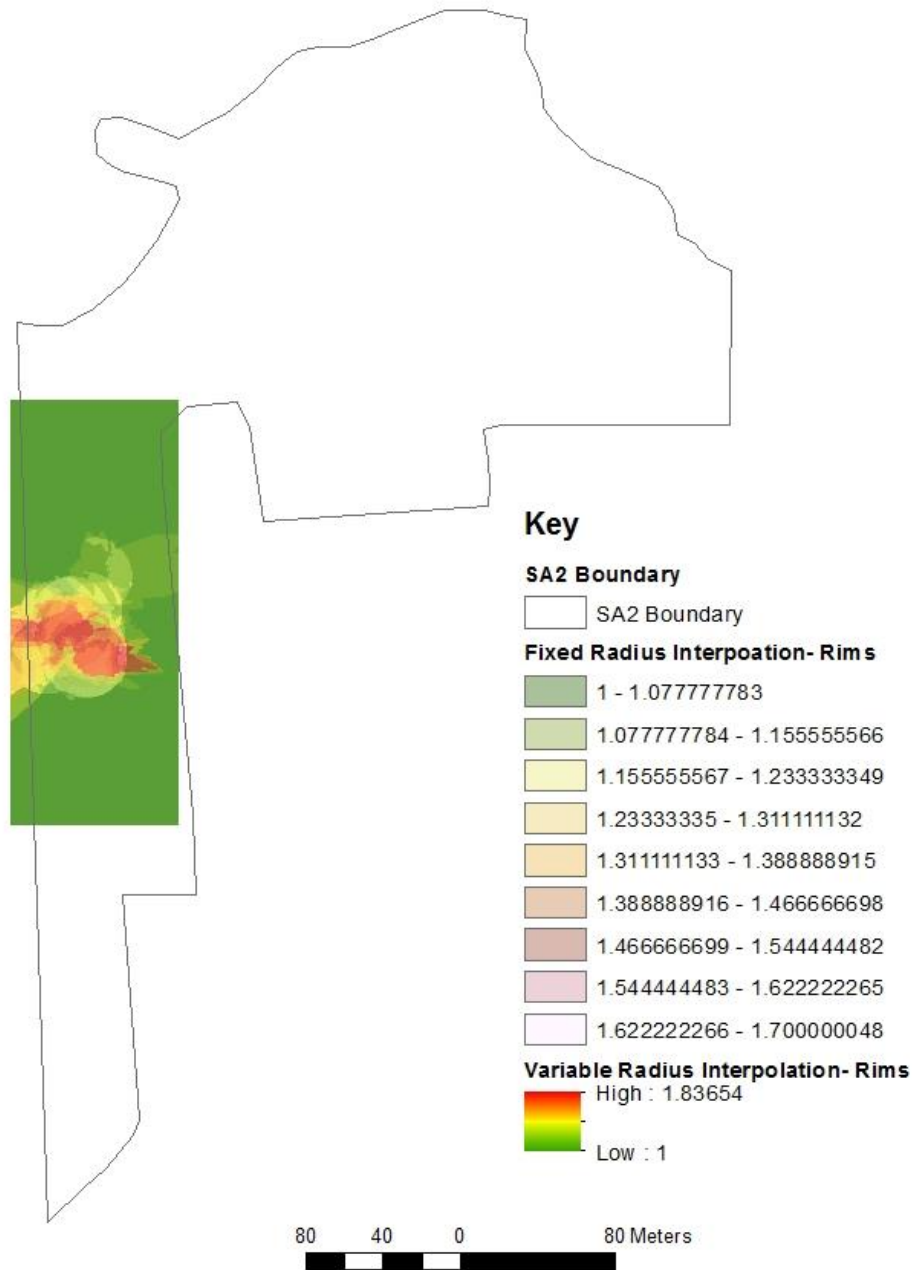 Key
SA2 Boundary
SA2 Boundary
Fixed Radius Interpoation- Rims
1 - 1.077777783
1.077777784 - 1.155555566
1.155555567 - 1.233333349
1.23333335 - 1.311111132
1.311111133 - 1.388888915
1.388888916 - 1.466666698
1.466666699 - 1.544444482
1.544444483 - 1.622222265
1.622222266 - 1.700000048
Variable Radius Interpolation- Rims
High : 1.83654
Low : 1
80 40 0 80 Meters